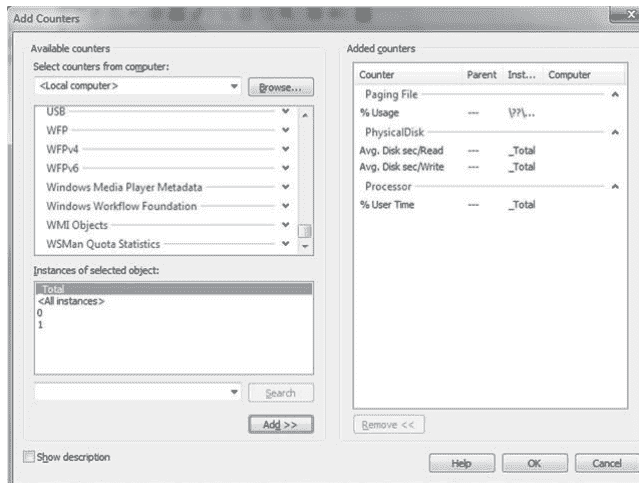 Add Counters
Available counters
Select counters from computer:
<Local computer>
Browse...
USB
WFP
WFPv4
WFPv6
Windows Media Player Metadata
Windows Workflow Foundation
WMI Objects
WSMan Quota Statistics
Instances of selected object:
_Total
<All instances>
0
1
Search
Add >>
Show description
Added counters
Counter Parent Inst... Computer
Paging File
% Usage --- \??\...
PhysicalDisk
Avg. Disk sec/Read --- _Total
Avg. Disk sec/Write --- _Total
Processor
% User Time --- _Total
Remove <<
Help OK Cancel